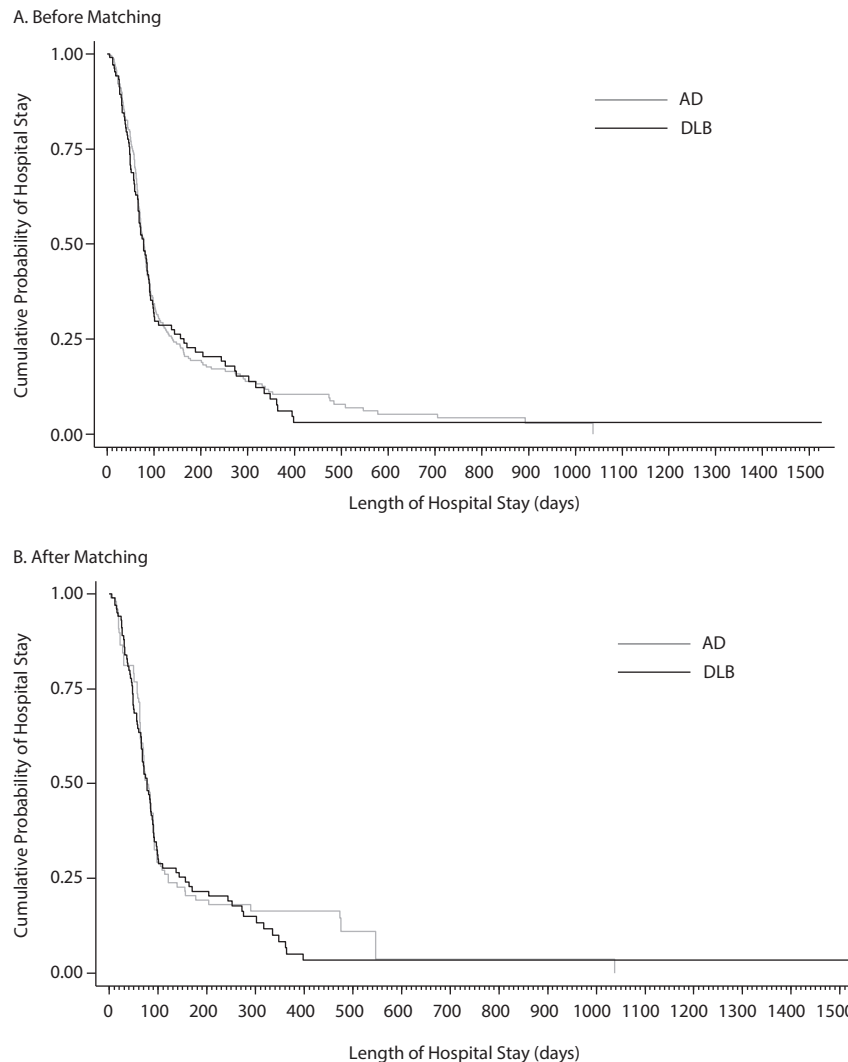 A. Before Matching
1.00
0.75
0.50
0.25
0.00
Cumulative Probability of Hospital Stay
AD
DLB
0 100 200 300 400 500 600 700 800 900 1000 1100 1200 1300 1400 1500
Length of Hospital Stay (days)
B. After Matching
1.00
0.75
0.50
0.25
0.00
Cumulative Probability of Hospital Stay
AD
DLB
0 100 200 300 400 500 600 700 800 900 1000 1100 1200 1300 1400 1500
Length of Hospital Stay (days)